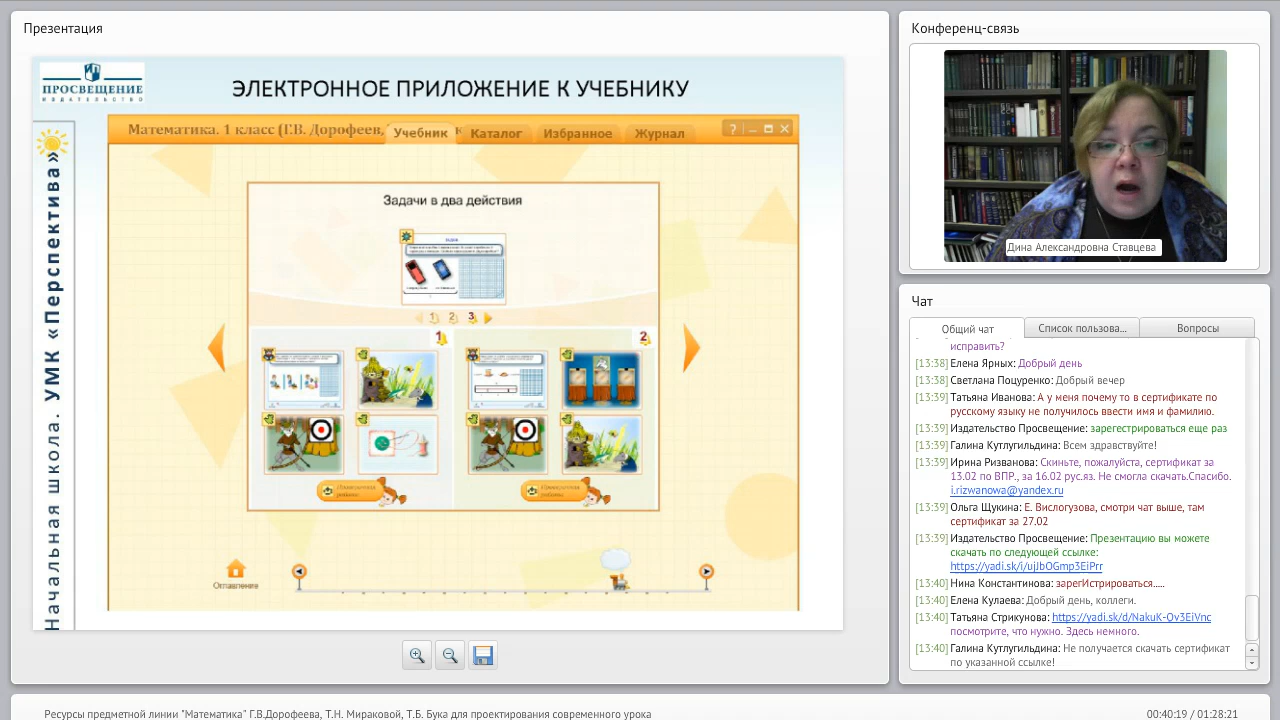 Презентация
ПРОСВЕЩЕНИЕ
ИЗДАТЕЛЬСТВО
ЭЛЕКТРОННОЕ ПРИЛОЖЕНИЕ К УЧЕБНИКУ
Начальная школа. УМК «Перспектива»
Математика. 1 класс (Г.В. Дорофеев,
Учебник
Каталог
Избранное
Журнал
?
Задачи в два действия
1 2 3
1
2
Оглавление
Конференц-связь
Дина Александровна Ставцева
Чат
Общий чат
Список пользова...
Вопросы
исправить?
[13:38] Елена Ярных: Добрый день
[13:38] Светлана Поцуренко: Добрый вечер
[13:39] Татьяна Иванова: А у меня почему то в сертификате по
русскому языку не получилось ввести имя и фамилию.
[13:39] Издательство Просвещение: зарегестрироваться еще раз
[13:39] Галина Кутлугильдина: Всем здравствуйте!
[13:39] Ирина Ризванова: Скиньте, пожалуйста, сертификат за
13.02 по ВПР., за 16.02 рус.яз. Не смогла скачать.Спасибо.
i.rizwanowa@yandex.ru
[13:39] Ольга Щукина: Е. Вислогузова, смотри чат выше, там
сертификат за 27.02
[13:39] Издательство Просвещение: Презентацию вы можете
скачать по следующей ссылке:
https://yadi.sk/i/ujJbOGmp3EiPrr
[13:40] Нина Константинова: зарегИстрироваться.....
[13:40] Елена Кулаева: Добрый день, коллеги.
[13:40] Татьяна Стрикунова: https://yadi.sk/d/NakuK-Ov3EiVnc
посмотрите, что нужно. Здесь немного.
[13:40] Галина Кутлугильдина: Не получается скачать сертификат
по указанной ссылке!
Ресурсы предметной линии "Математика" Г.В.Дорофеева, Т.Н. Мираковой, Т.Б. Бука для проектирования современного урока
00:40:19 / 01:28:21